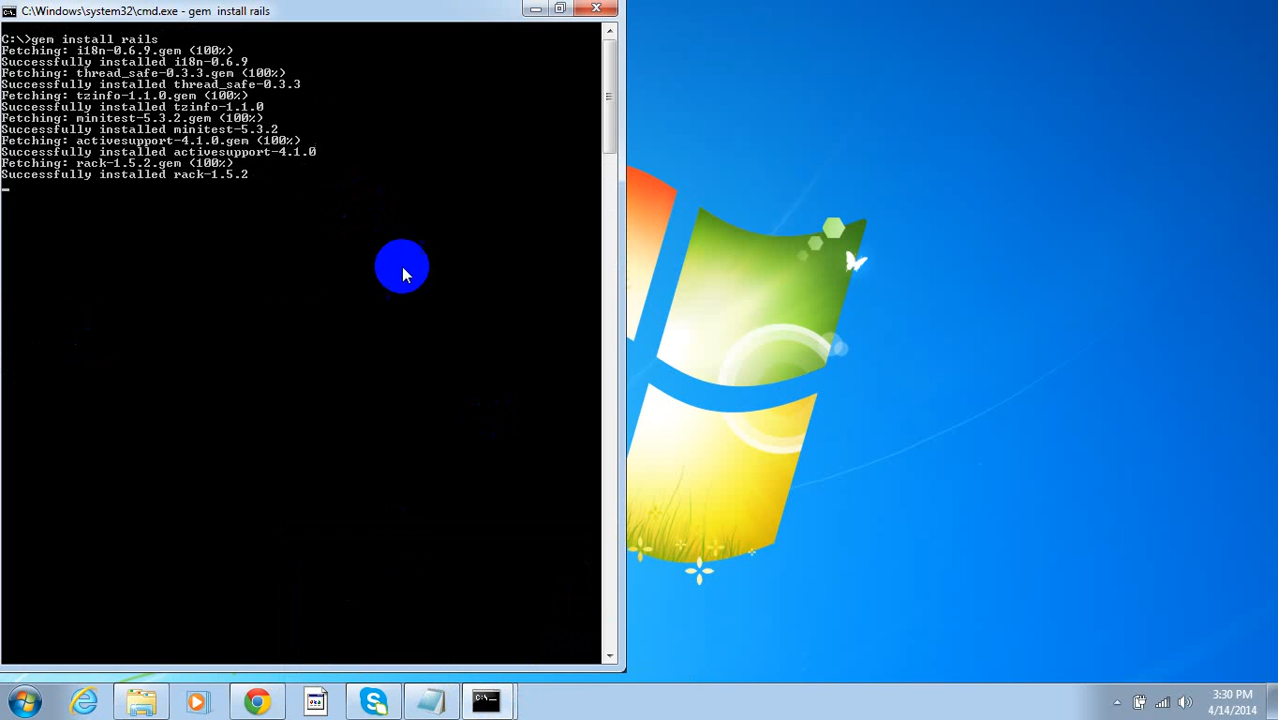 C:\Windows\system32\cmd.exe - gem  install rails
C:\>gem install rails
Fetching: i18n-0.6.9.gem (100%)
Successfully installed i18n-0.6.9
Fetching: thread_safe-0.3.3.gem (100%)
Successfully installed thread_safe-0.3.3
Fetching: tzinfo-1.1.0.gem (100%)
Successfully installed tzinfo-1.1.0
Fetching: minitest-5.3.2.gem (100%)
Successfully installed minitest-5.3.2
Fetching: activesupport-4.1.0.gem (100%)
Successfully installed activesupport-4.1.0
Fetching: rack-1.5.2.gem (100%)
Successfully installed rack-1.5.2
3:30 PM
4/14/2014